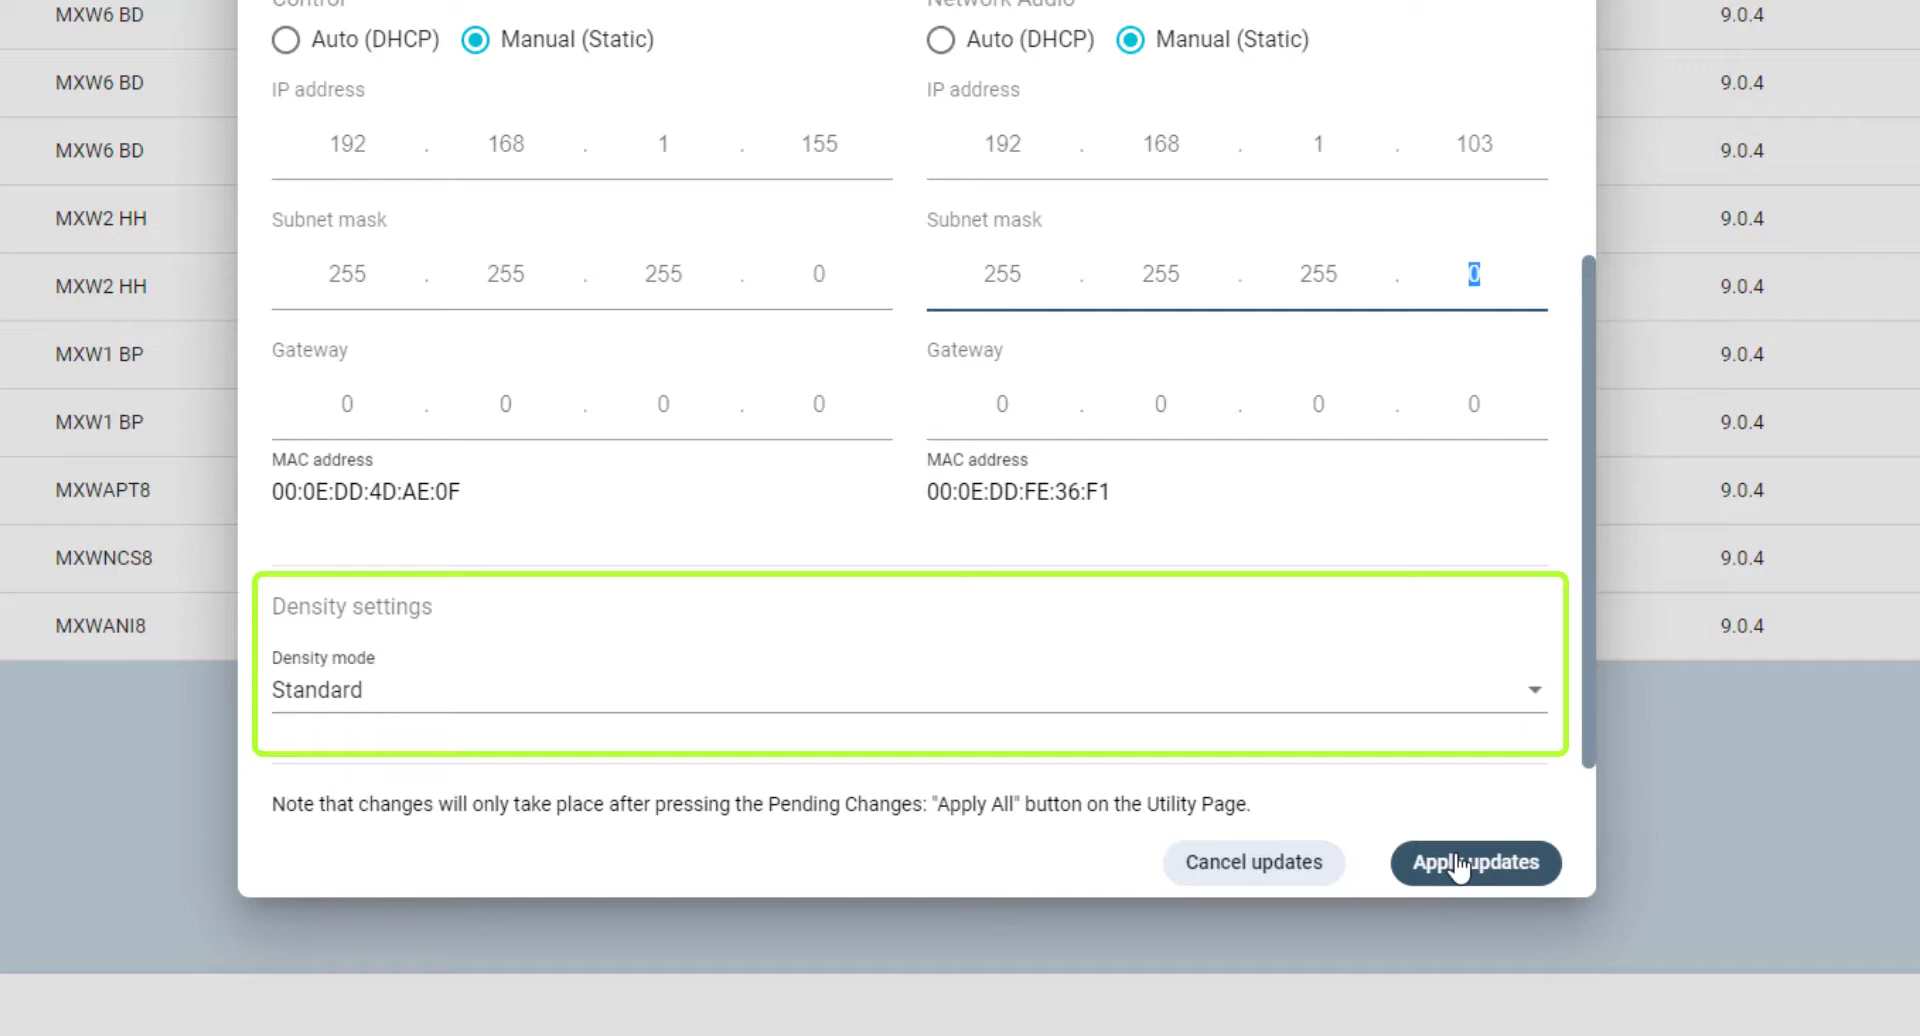 MXW6 BD
MXW6 BD
MXW6 BD
MXW2 HH
MXW2 HH
MXW1 BP
MXW1 BP
MXWAPT8
MXWNCS8
MXWANI8
Control
Auto (DHCP) Manual (Static)
IP address
192 . 168 . 1 . 155
Subnet mask
255 . 255 . 255 . 0
Gateway
0 . 0 . 0 . 0
MAC address
00:0E:DD:4D:AE:0F
Network Audio
Auto (DHCP) Manual (Static)
IP address
192 . 168 . 1 . 103
Subnet mask
255 . 255 . 255 . 0
Gateway
0 . 0 . 0 . 0
MAC address
00:0E:DD:FE:36:F1
Density settings
Density mode
Standard
Note that changes will only take place after pressing the Pending Changes: "Apply All" button on the Utility Page.
Cancel updates
Apply updates
9.0.4
9.0.4
9.0.4
9.0.4
9.0.4
9.0.4
9.0.4
9.0.4
9.0.4
9.0.4